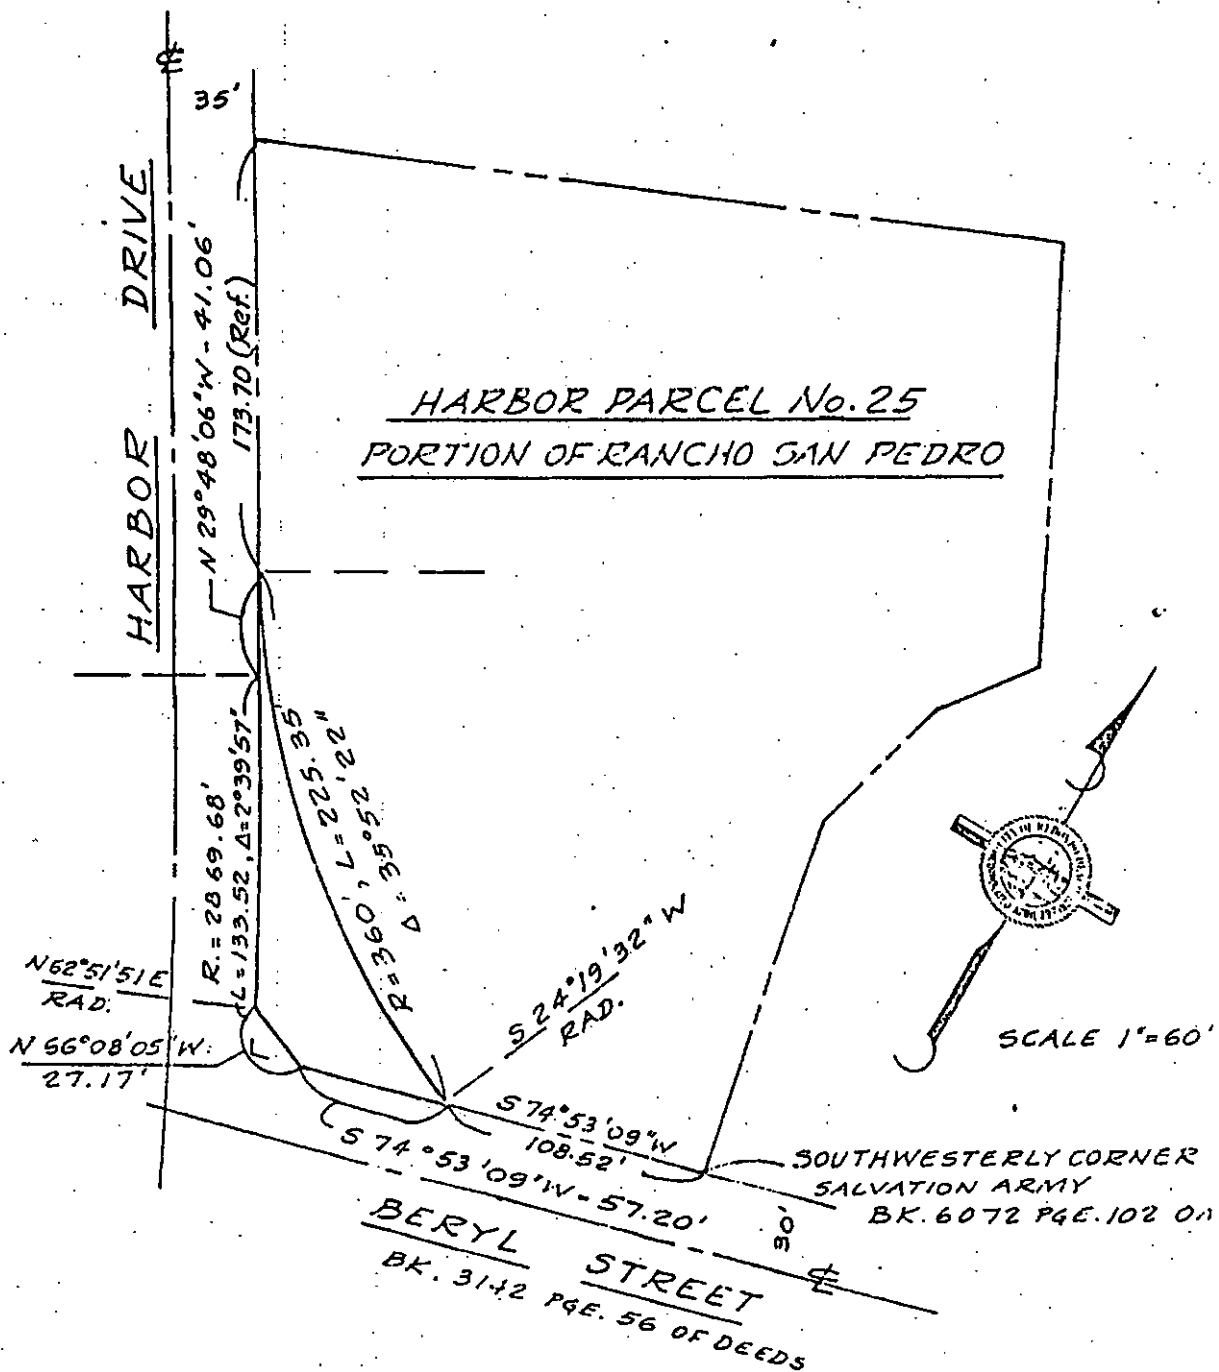 35'
HARBOR DRIVE
N 29°48'06"W - 41.06'
173.70 (Ref.)
HARBOR PARCEL No. 25
PORTION OF RANCHO SAN PEDRO
R. = 2869.68'
L = 133.52, Δ = 2°39'57"
R = 360', L = 225.35'
Δ = 35°52'22"
S 24°19'32" W
RAD.
N 62°51'51 E
RAD.
N 56°08'05" W
27.17'
SCALE 1"=60'
S 74°53'09"W
108.52'
S 74°53'09"W - 57.20'
SOUTHWESTERLY CORNER
SALVATION ARMY
BK. 6072 PGE. 102 O
30'
BERYL STREET
BK. 3142 PGE. 56 OF DEEDS